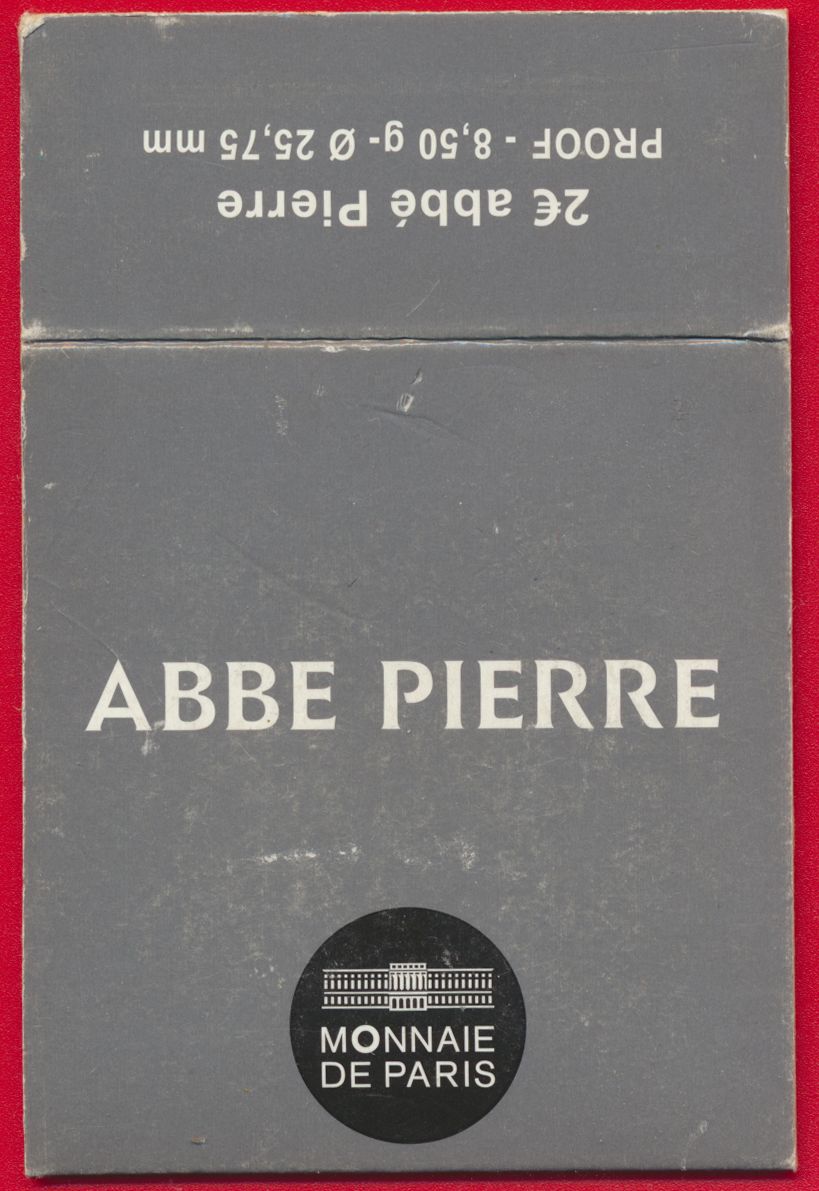 2€ abbé Pierre
PROOF - 8,50 g- Ø 25,75 mm
ABBE PIERRE
MONNAIE
DE PARIS